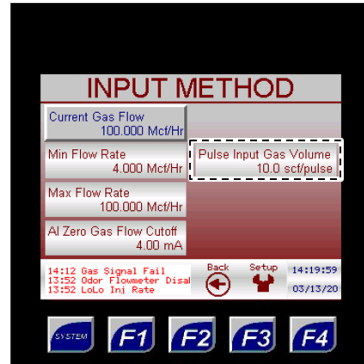 INPUT METHOD
Current Gas Flow
100.000 Mcf/Hr
Min Flow Rate
4.000 Mcf/Hr
Pulse Input Gas Volume
10.0 scf/pulse
Max Flow Rate
100.000 Mcf/Hr
AI Zero Gas Flow Cutoff
4.00 mA
14:12 Gas Signal Fail
13:52 Odor Flowmeter Disa
13:52 LoLo Inj Rate
Back
Setup
14:19:59
03/13/20
SYSTEM
F1
F2
F3
F4